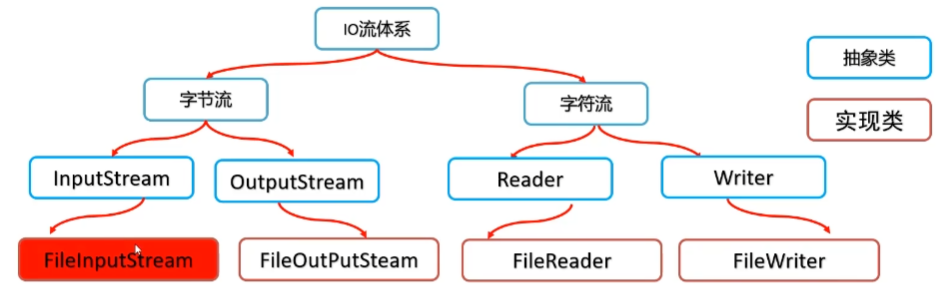 IO流体系
抽象类
字节流
字符流
实现类
InputStream
OutputStream
Reader
Writer
FileInputStream
FileOutPutSteam
FileReader
FileWriter